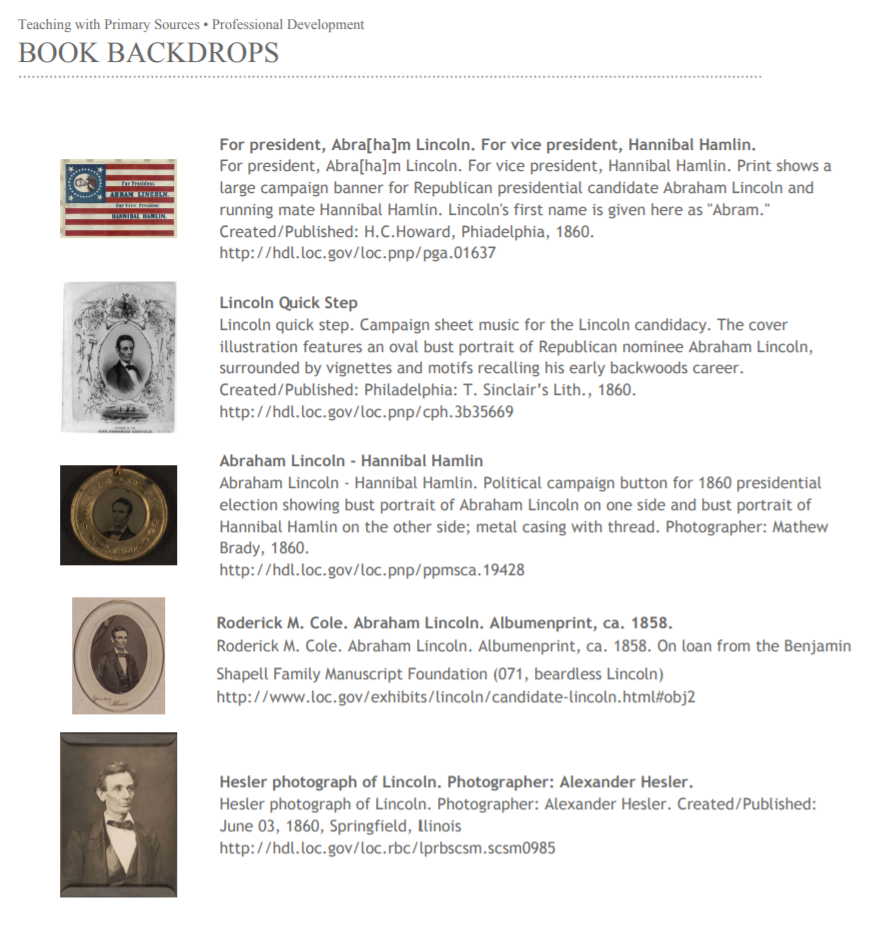 Teaching with Primary Sources • Professional Development
BOOK BACKDROPS
For president, Abra[ha]m Lincoln. For vice president, Hannibal Hamlin.
For president, Abra[ha]m Lincoln. For vice president, Hannibal Hamlin. Print shows a
large campaign banner for Republican presidential candidate Abraham Lincoln and
running mate Hannibal Hamlin. Lincoln's first name is given here as "Abram."
Created/Published: H.C.Howard, Phiadelphia, 1860.
http://hdl.loc.gov/loc.pnp/pga.01637
For President
ABRAM LINCOLN.
For Vice President
HANNIBAL HAMLIN.
Lincoln Quick Step
Lincoln quick step. Campaign sheet music for the Lincoln candidacy. The cover
illustration features an oval bust portrait of Republican nominee Abraham Lincoln,
surrounded by vignettes and motifs recalling his early backwoods career.
Created/Published: Philadelphia: T. Sinclair’s Lith., 1860.
http://hdl.loc.gov/loc.pnp/cph.3b35669
Abraham Lincoln - Hannibal Hamlin
Abraham Lincoln - Hannibal Hamlin. Political campaign button for 1860 presidential
election showing bust portrait of Abraham Lincoln on one side and bust portrait of
Hannibal Hamlin on the other side; metal casing with thread. Photographer: Mathew
Brady, 1860.
http://hdl.loc.gov/loc.pnp/ppmsca.19428
Roderick M. Cole. Abraham Lincoln. Albumenprint, ca. 1858.
Roderick M. Cole. Abraham Lincoln. Albumenprint, ca. 1858. On loan from the Benjamin
Shapell Family Manuscript Foundation (071, beardless Lincoln)
http://www.loc.gov/exhibits/lincoln/candidate-lincoln.html#obj2
Hesler photograph of Lincoln. Photographer: Alexander Hesler.
Hesler photograph of Lincoln. Photographer: Alexander Hesler. Created/Published:
June 03, 1860, Springfield, Ilinois
http://hdl.loc.gov/loc.rbc/lprbscsm.scsm0985